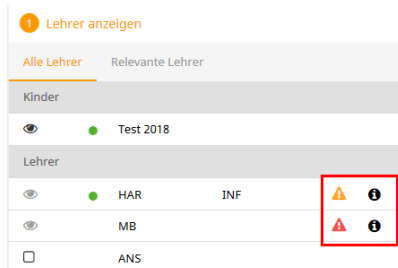 1 Lehrer anzeigen
Alle Lehrer Relevante Lehrer
Kinder
Test 2018
Lehrer
HAR INF
MB
ANS